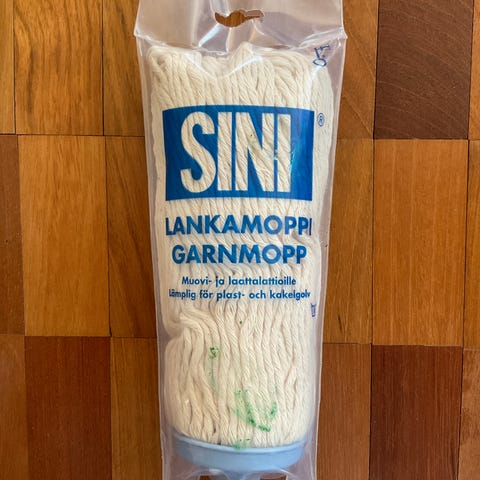 SINI®
LANKAMOPPI
GARNMOPP
Muovi- ja laattalattioille
Lämplig för plast- och kakelgolv